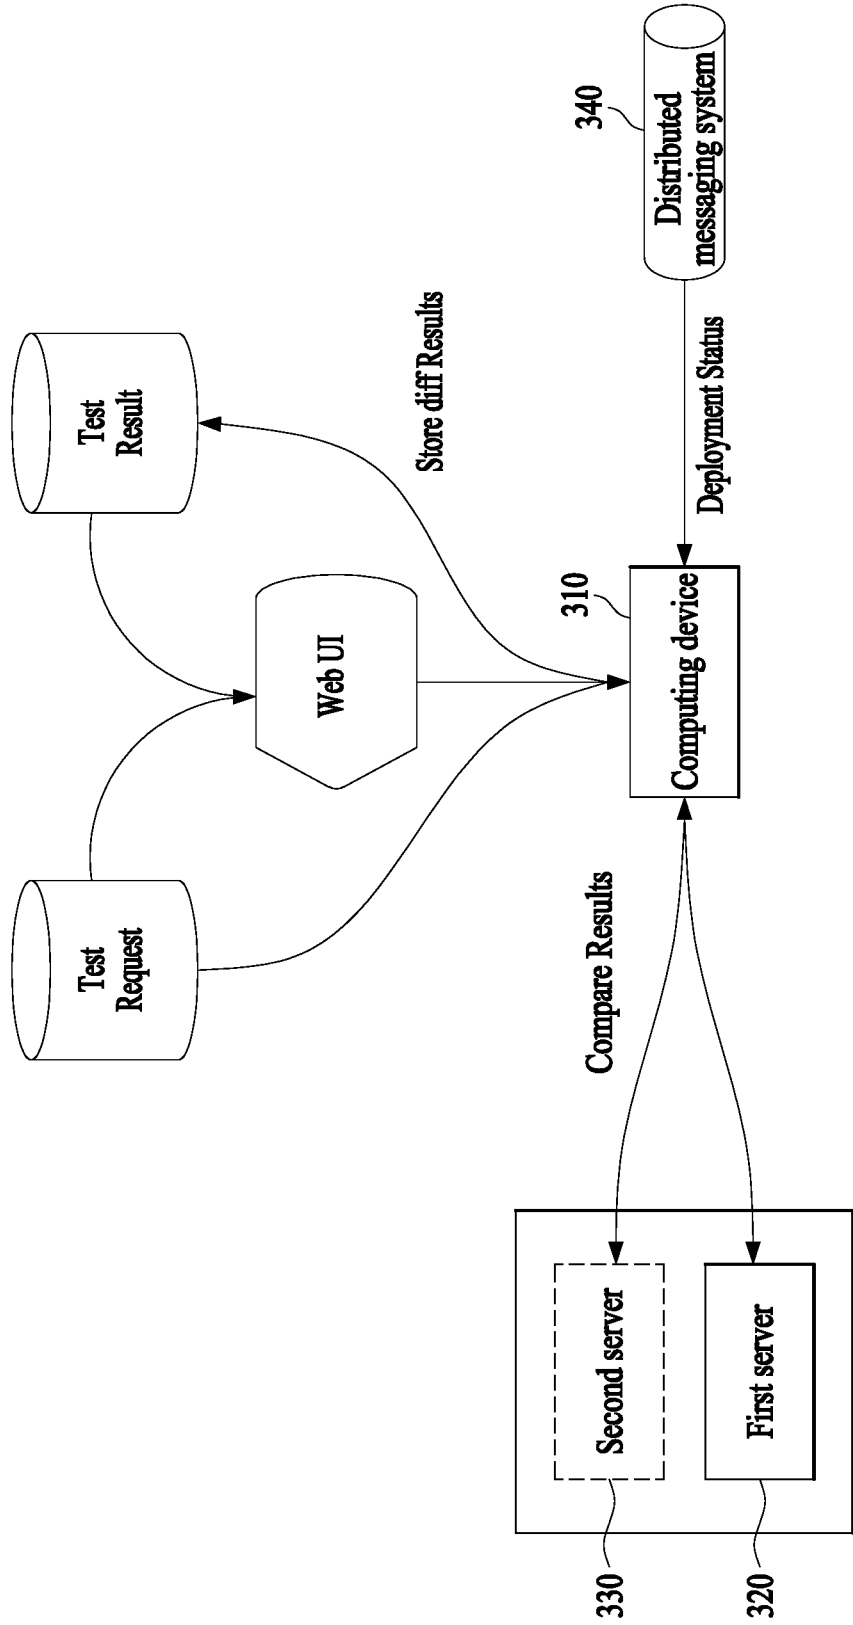 Test
Request
Test
Result
Web UI
Store diff Results
Compare Results
310
Computing device
Deployment Status
340
Distributed
messaging system
330
Second server
320
First server